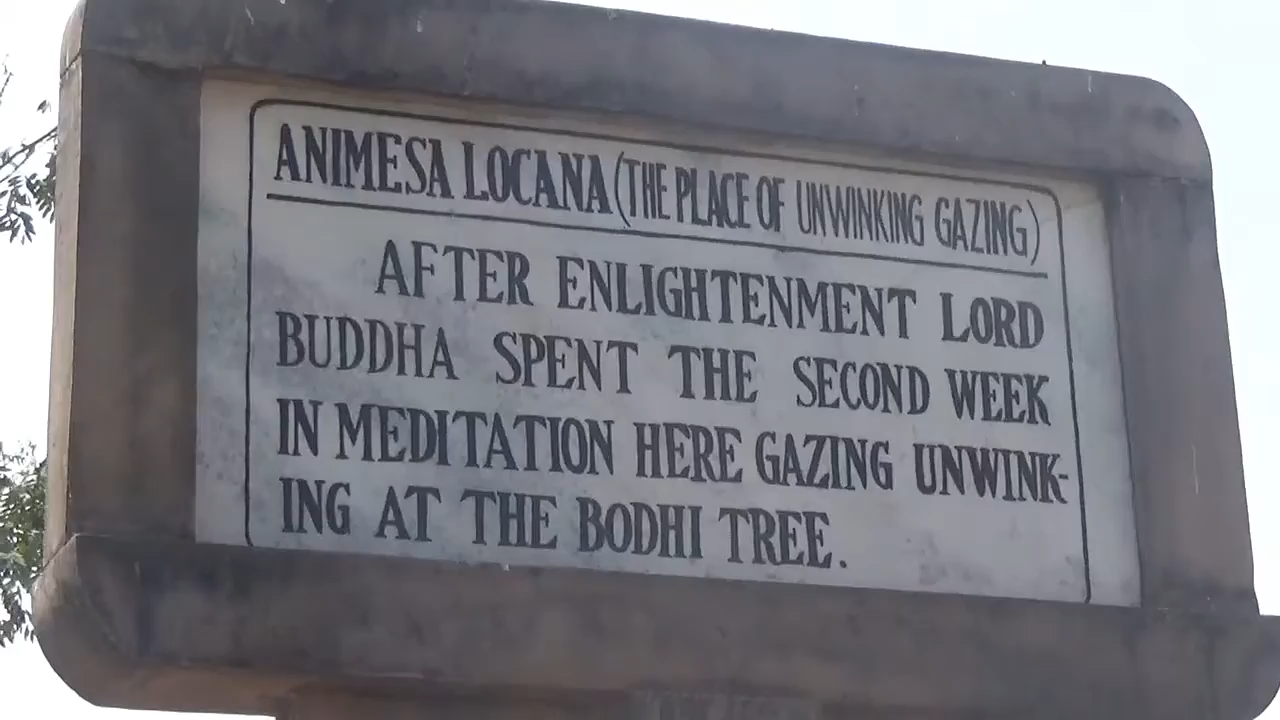 ANIMESA LOCANA (THE PLACE OF UNWINKING GAZING)
AFTER ENLIGHTENMENT LORD
BUDDHA SPENT THE SECOND WEEK
IN MEDITATION HERE GAZING UNWINK-
ING AT THE BODHI TREE.